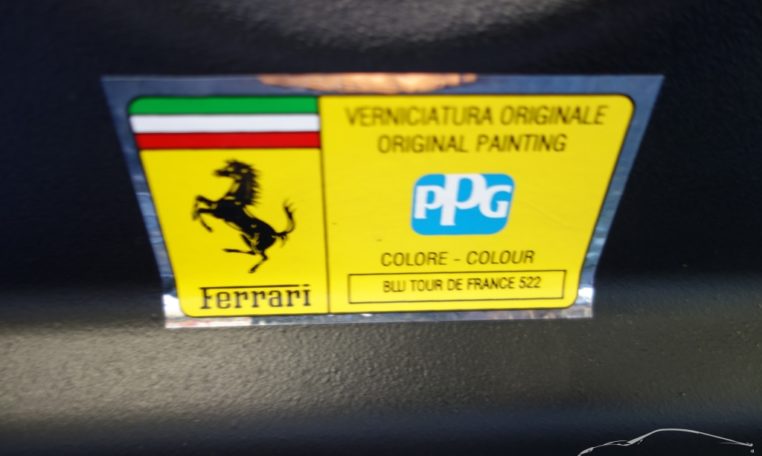 VERNICIATURA ORIGINALE
ORIGINAL PAINTING
PPG
COLORE - COLOUR
BLU TOUR DE FRANCE 522
Ferrari